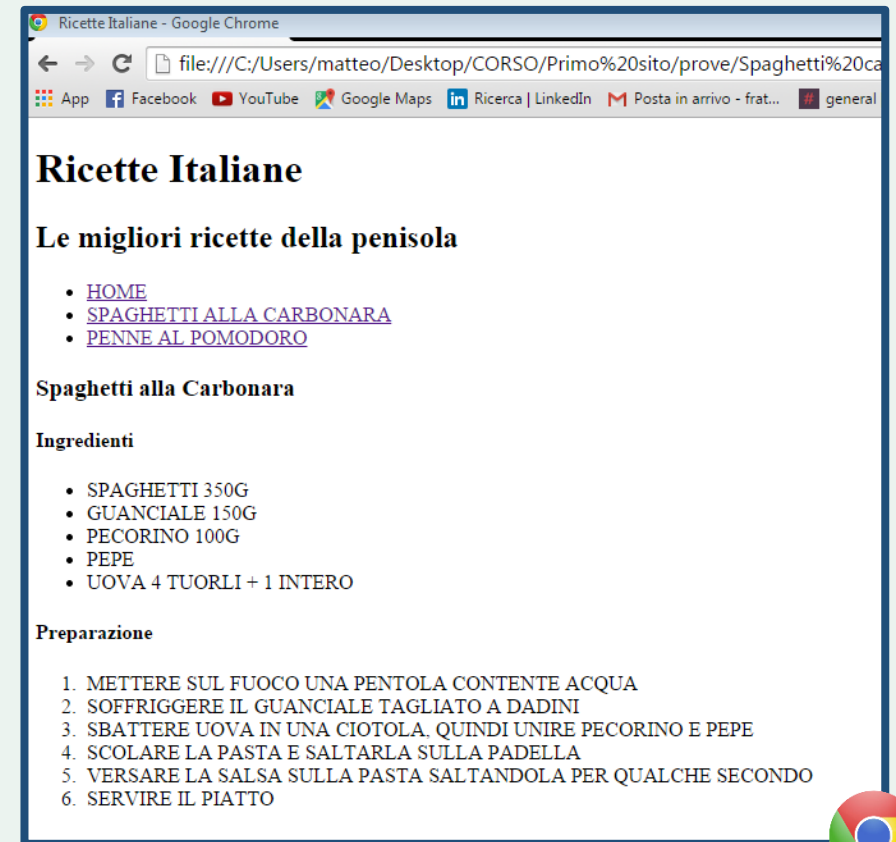 Ricette Italiane - Google Chrome
file:///C:/Users/matteo/Desktop/CORSO/Primo%20sito/prove/Spaghetti%20ca
App Facebook YouTube Google Maps Ricerca | LinkedIn Posta in arrivo - frat... general
Ricette Italiane
Le migliori ricette della penisola
• HOME
• SPAGHETTI ALLA CARBONARA
• PENNE AL POMODORO
Spaghetti alla Carbonara
Ingredienti
• SPAGHETTI 350G
• GUANCIALE 150G
• PECORINO 100G
• PEPE
• UOVA 4 TUORLI + 1 INTERO
Preparazione
1. METTERE SUL FUOCO UNA PENTOLA CONTENTE ACQUA
2. SOFFRIGGERE IL GUANCIALE TAGLIATO A DADINI
3. SBATTERE UOVA IN UNA CIOTOLA, QUINDI UNIRE PECORINO E PEPE
4. SCOLARE LA PASTA E SALTARLA SULLA PADELLA
5. VERSARE LA SALSA SULLA PASTA SALTANDOLA PER QUALCHE SECONDO
6. SERVIRE IL PIATTO